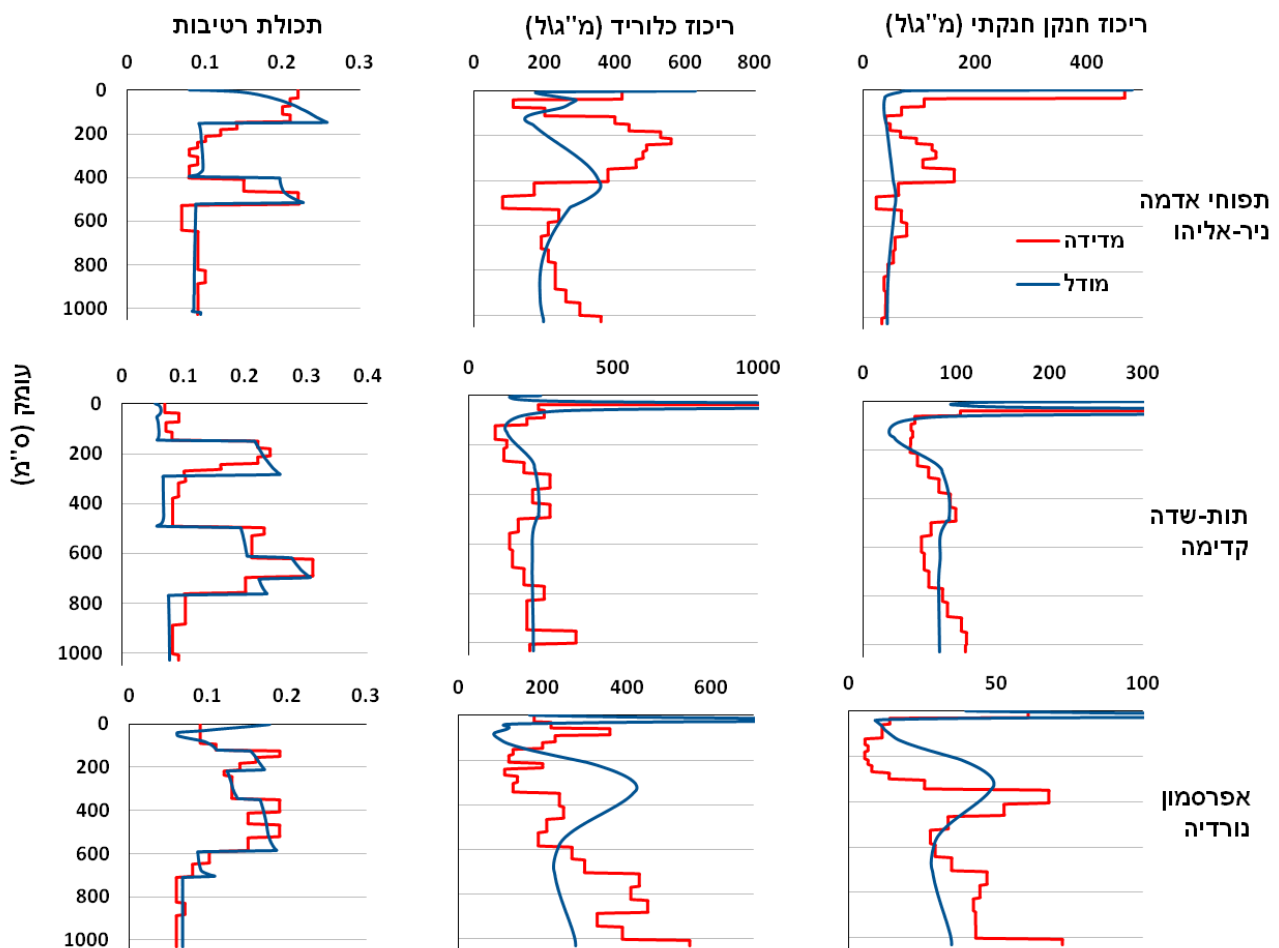 ריכוז חנקן חנקתי (מ"ג\ל)
ריכוז כלוריד (מ"ג\ל)
תכולת רטיבות
0 200 400
0 200 400 600 800
0 0.1 0.2 0.3
0
200
400
600
800
1000
תפוחי אדמה
ניר-אליהו
מדידה
מודל
עומק (ס"מ)
0 100 200 300
0 500 1000
0 0.1 0.2 0.3 0.4
0
200
400
600
800
1000
תות-שדה
קדימה
0 50 100
0 200 400 600
0 0.1 0.2 0.3
0
200
400
600
800
1000
אפרסמון
נורדיה